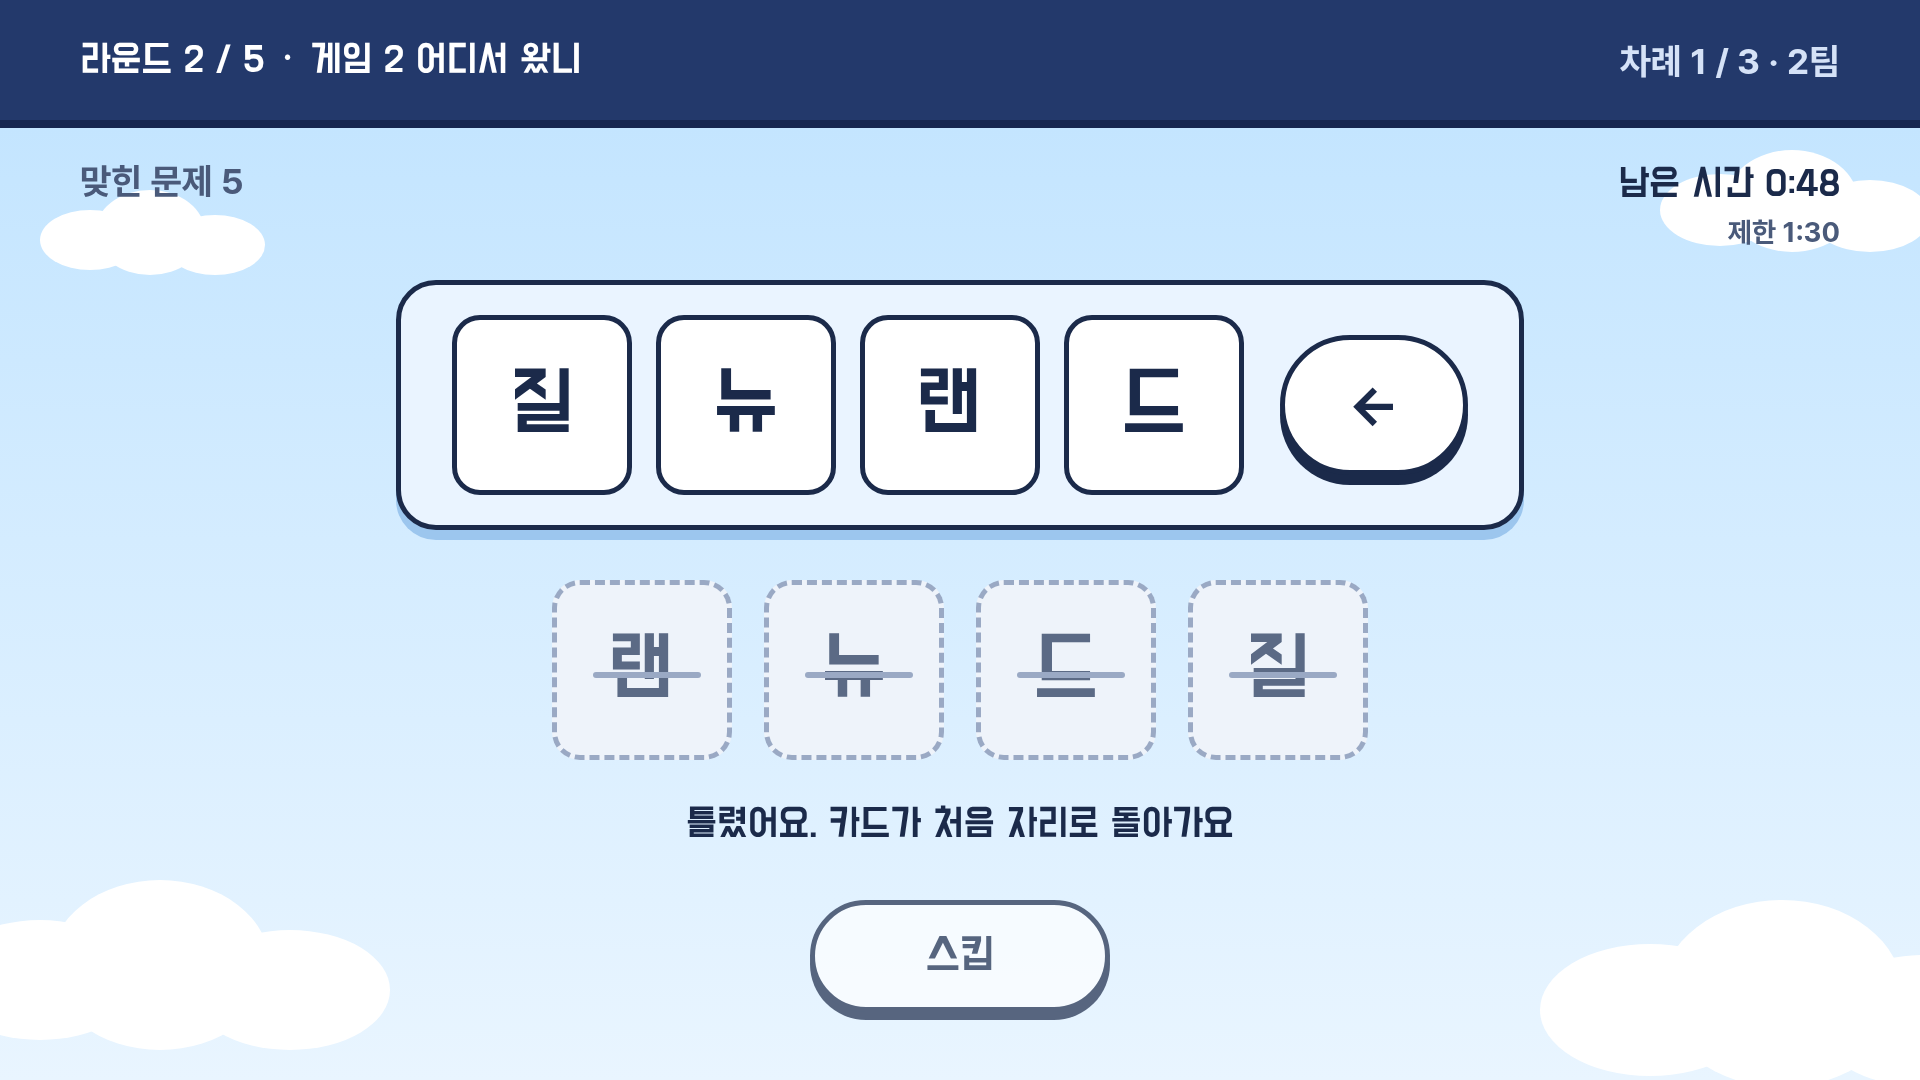 라운드 2 / 5 · 게임 2 어디서 왔니
차례 1 / 3 · 2팀
맞힌 문제 5
남은 시간 0:48
제한 1:30
질 뉴 랜 드 ←
랜 뉴 드 질
틀렸어요. 카드가 처음 자리로 돌아가요
스킵